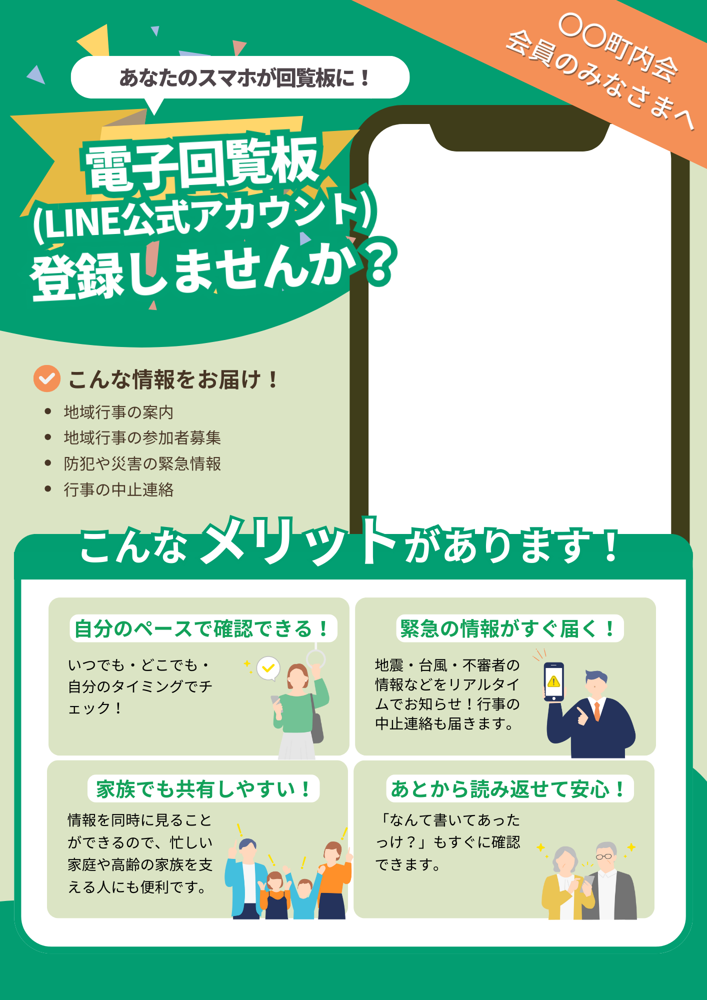 〇〇町内会
会員のみなさまへ
あなたのスマホが回覧板に！
電子回覧板
(LINE公式アカウント)
登録しませんか？
こんな情報をお届け！
• 地域行事の案内
• 地域行事の参加者募集
• 防犯や災害の緊急情報
• 行事の中止連絡
こんなメリットがあります！
自分のペースで確認できる！
いつでも・どこでも・
自分のタイミングでチ
ェック！
緊急の情報がすぐ届く！
地震・台風・不審者の
情報などをリアルタイ
ムでお知らせ！行事の
中止連絡も届きます。
家族でも共有しやすい！
情報を同時に見ること
ができるので、忙しい
家庭や高齢の家族を支
える人にも便利です。
あとから読み返せて安心！
「なんて書いてあった
っけ？」もすぐに確認
できます。